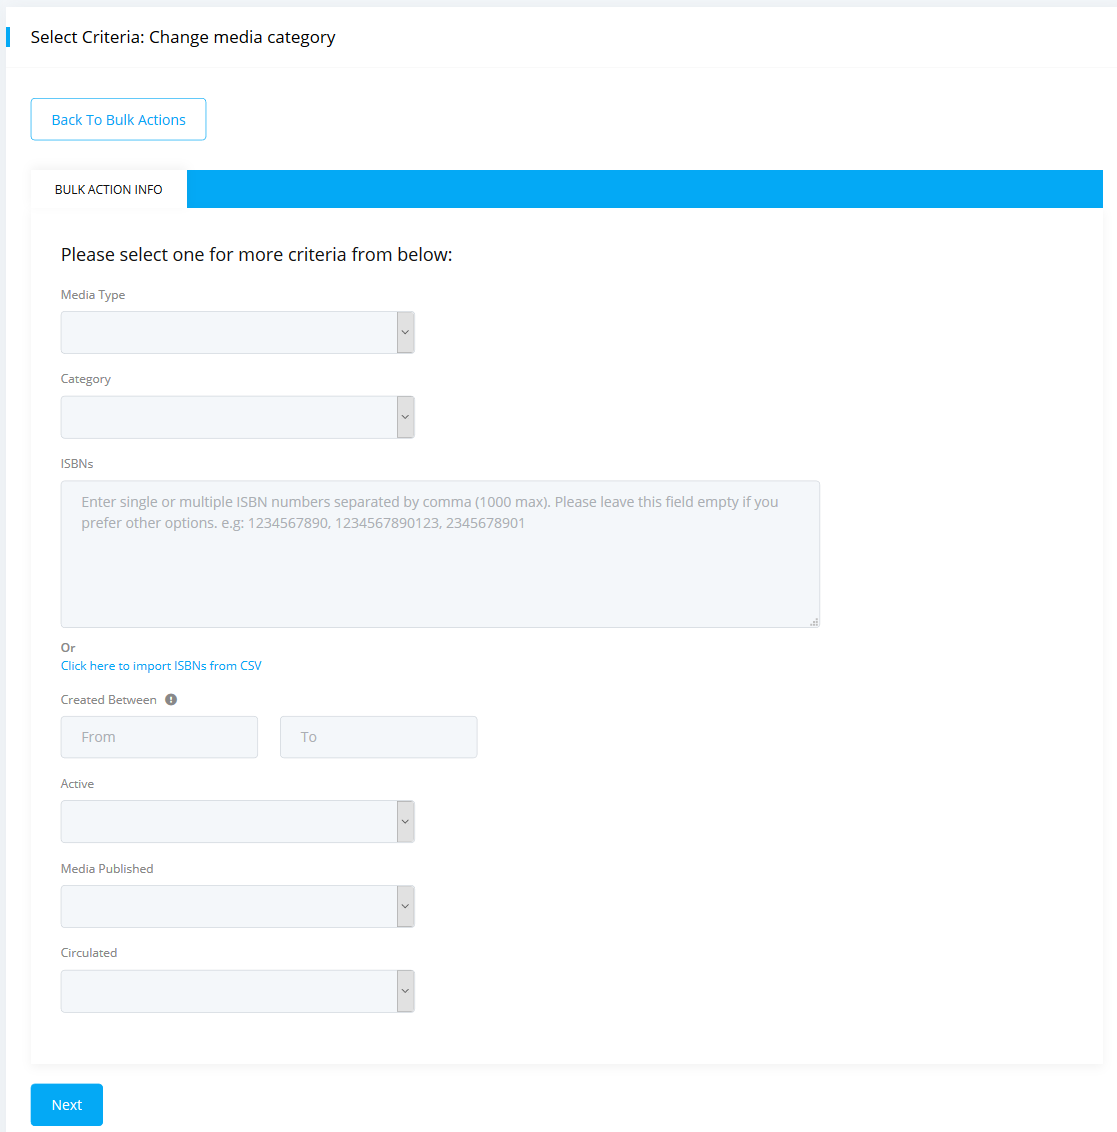 Select Criteria: Change media category
Back To Bulk Actions
BULK ACTION INFO
Please select one for more criteria from below:
Media Type
Category
ISBNs
Enter single or multiple ISBN numbers separated by comma (1000 max). Please leave this field empty if you
prefer other options. e.g: 1234567890, 1234567890123, 2345678901
Or
Click here to import ISBNs from CSV
Created Between
From To
Active
Media Published
Circulated
Next